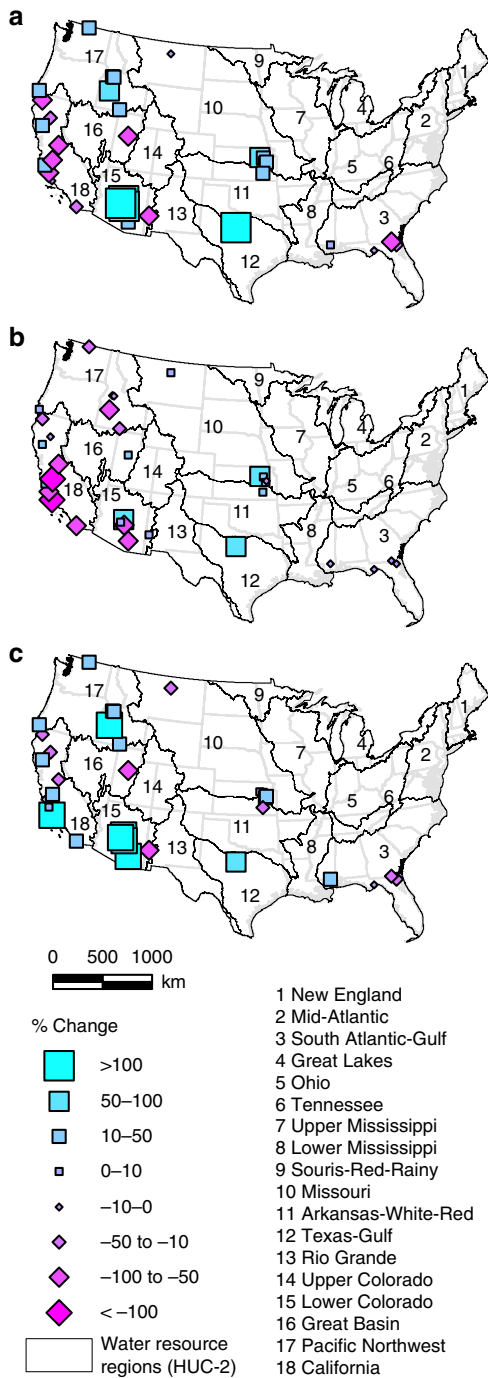 a
17
9
1
10
7
4
2
16
14
5
6
15
18
11
13
8
3
12
b
17
9
1
10
7
4
2
16
14
5
6
18
15
11
13
8
3
12
c
17
9
1
10
7
4
2
16
14
5
6
15
18
11
13
8
3
12
0 500 1000
km
% Change
>100
50–100
10–50
0–10
–10–0
–50 to –10
–100 to –50
< –100
Water resource
regions (HUC-2)
1 New England
2 Mid-Atlantic
3 South Atlantic-Gulf
4 Great Lakes
5 Ohio
6 Tennessee
7 Upper Mississippi
8 Lower Mississippi
9 Souris-Red-Rainy
10 Missouri
11 Arkansas-White-Red
12 Texas-Gulf
13 Rio Grande
14 Upper Colorado
15 Lower Colorado
16 Great Basin
17 Pacific Northwest
18 California